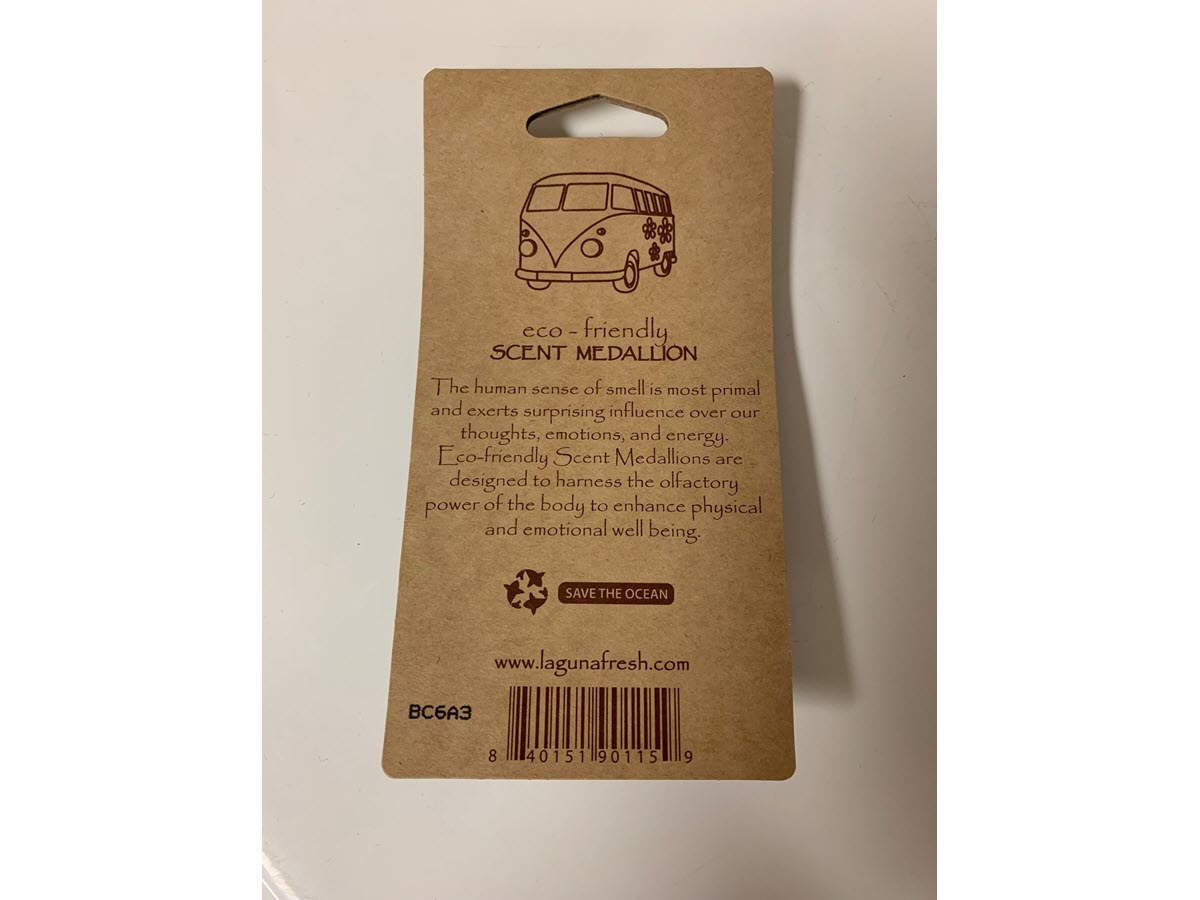 eco - friendly
SCENT MEDALLION
The human sense of smell is most primal
and exerts surprising influence over our
thoughts, emotions, and energy.
Eco-friendly Scent Medallions are
designed to harness the olfactory
power of the body to enhance physical
and emotional well being.
SAVE THE OCEAN
www.lagunafresh.com
BC6A3
8 40151 90115 9